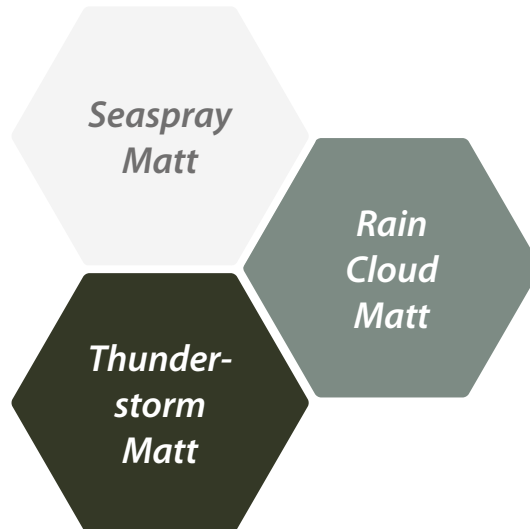 Seaspray
Matt
Rain
Cloud
Matt
Thunder-
storm
Matt